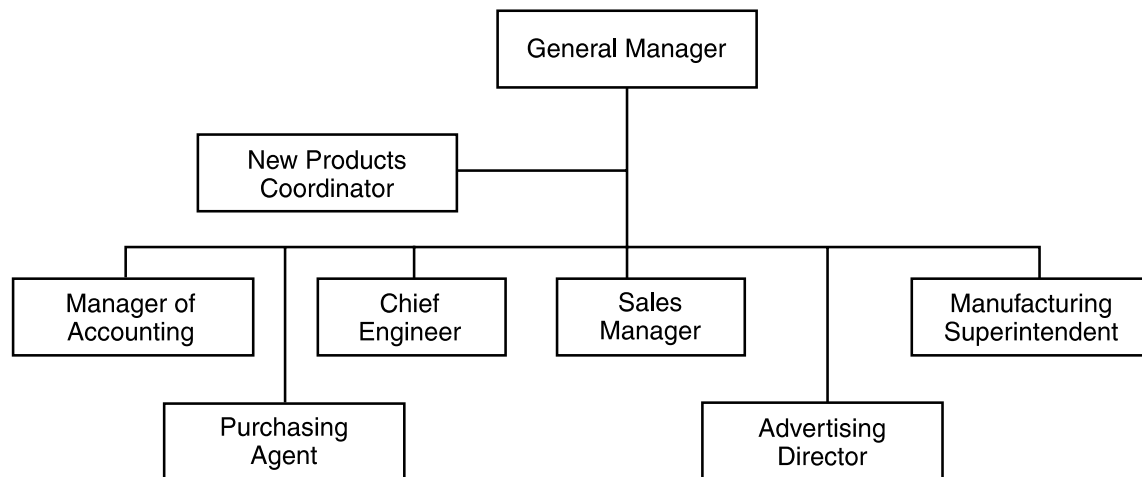 General Manager
New Products
Coordinator
Manager of
Accounting
Chief
Engineer
Sales
Manager
Manufacturing
Superintendent
Purchasing
Agent
Advertising
Director